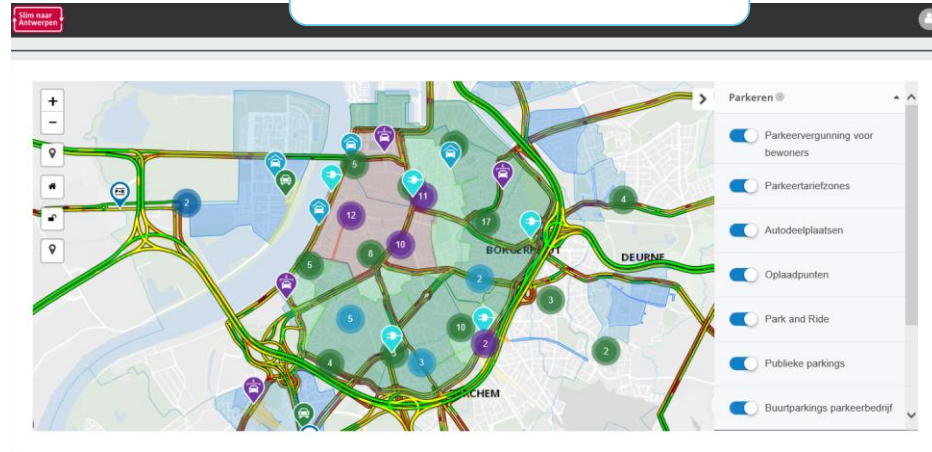 Slim naar
Antwerpen
+
−
Parkeren
Parkeervergunning voor
bewoners
Parkeertariefzones
Autodeelplaatsen
Oplaadpunten
Park and Ride
Publieke parkings
Buurtparkings parkeerbedrijf
5
11
2
12
4
17
10
8
DEURNE
5
2
3
5
10
2
2
4
3